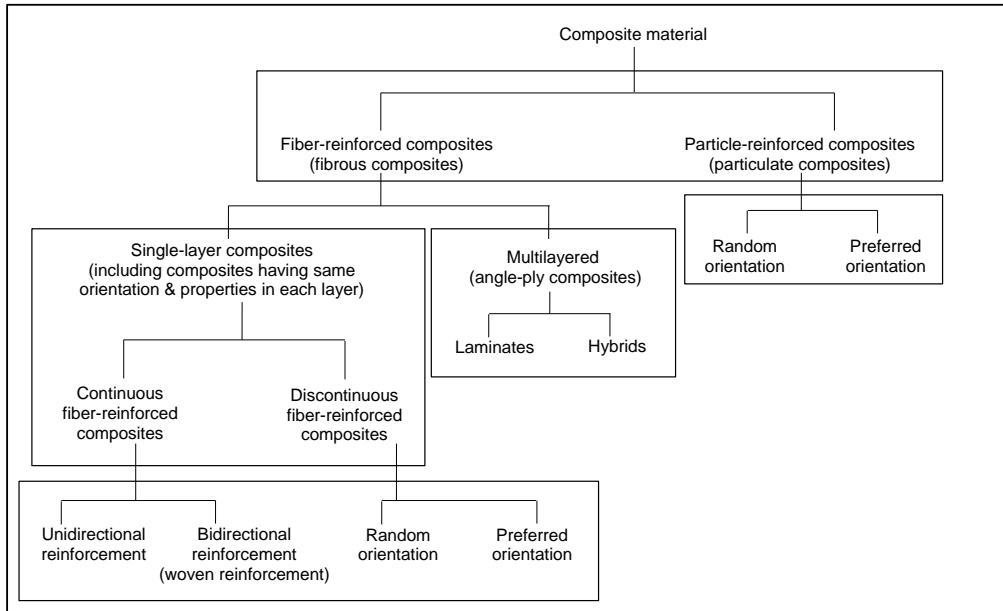 Composite material
Fiber-reinforced composites
(fibrous composites)
Particle-reinforced composites
(particulate composites)
Single-layer composites
(including composites having same
orientation & properties in each layer)
Multilayered
(angle-ply composites)
Random
orientation
Preferred
orientation
Laminates
Hybrids
Continuous
fiber-reinforced
composites
Discontinuous
fiber-reinforced
composites
Unidirectional
reinforcement
Bidirectional
reinforcement
(woven reinforcement)
Random
orientation
Preferred
orientation